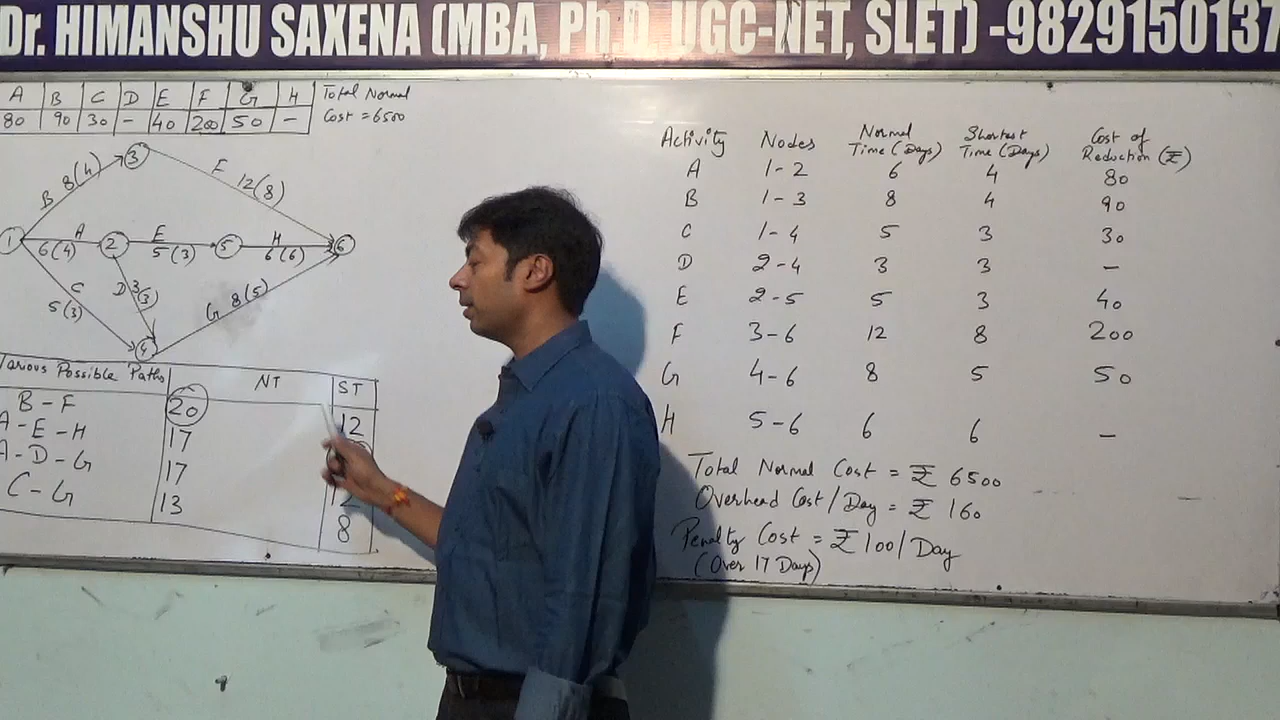 Dr. HIMANSHU SAXENA (MBA, Ph.D, UGC-NET, SLET) -9829150137
A B C D E F G H
80 90 30 - 40 200 50 -
Total Normal
Cost = 6500
3
B 8(4)
F 12(8)
1
A
6(4)
2
E
5(3)
5
H
6(6)
6
C
5(3)
D 3(3)
G 8(5)
4
Various Possible Paths NT ST
B - F 20 12
A - E - H 17
A - D - G 17 12
C - G 13 8
Activity Nodes Normal Time (Days) Shortest Time (Days) Cost of Reduction (₹)
A 1-2 6 4 80
B 1-3 8 4 90
C 1-4 5 3 30
D 2-4 3 3 -
E 2-5 5 3 40
F 3-6 12 8 200
G 4-6 8 5 50
H 5-6 6 6 -
Total Normal Cost = ₹ 6500
Overhead Cost/Day = ₹ 160
Penalty Cost = ₹ 100/Day
(Over 17 Days)